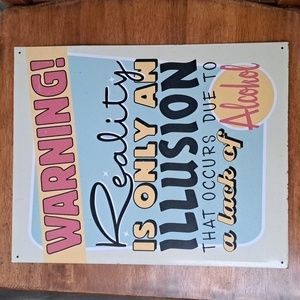 WARNING!
Reality
IS ONLY AN
ILLUSION
THAT OCCURS DUE TO
a lack of Alcohol